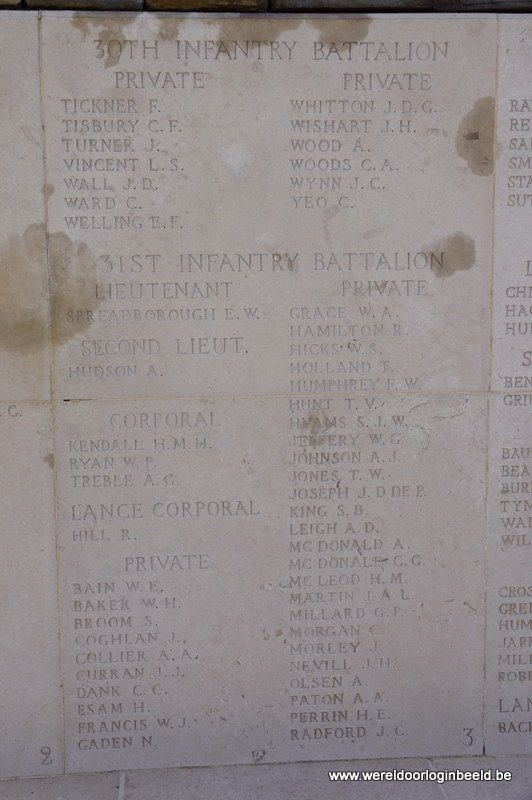 30TH INFANTRY BATTALION
PRIVATE
TICKNER F.
TISBURY C. F.
TURNER J.
VINCENT L. S.
WALL J. D.
WARD C.
WELLING E. F.
PRIVATE
WHITTON J. D. G.
WISHART J. H.
WOOD A.
WOODS C. A.
WYNN J. C.
YEO C.
31ST INFANTRY BATTALION
LIEUTENANT
SPREADBOROUGH E. W.
SECOND LIEUT.
HUDSON A.
CORPORAL
KENDALL H. M. H.
RYAN W. P.
TREBLE A. G.
LANCE CORPORAL
HILL R.
PRIVATE
BAIN W. E.
BAKER W. H.
BROOM S.
COGHLAN J.
COLLIER A. A.
CURRAN J. J.
DANK C. C.
ESAM H.
FRANCIS W. J.
GADEN N.
2
PRIVATE
GRACE W. A.
HAMILTON R.
HICKS W. S.
HOLLAND T.
HUMPHREY F. W.
HUNT T. V.
HYAMS S. J. W.
JEFFERY W. G.
JOHNSON A. J.
JONES T. W.
JOSEPH J. D DE P.
KING S. B.
LEIGH A. D.
MC DONALD A.
MC DONALD C. G.
MC LEOD H. M.
MARTIN J. A. L.
MILLARD G. P.
MORGAN C.
MORLEY J.
NEVILL J. H.
OLSEN A.
PATON A. A.
PERRIN H. E.
RADFORD J. C.
3
www.wereldoorloginbeeld.be